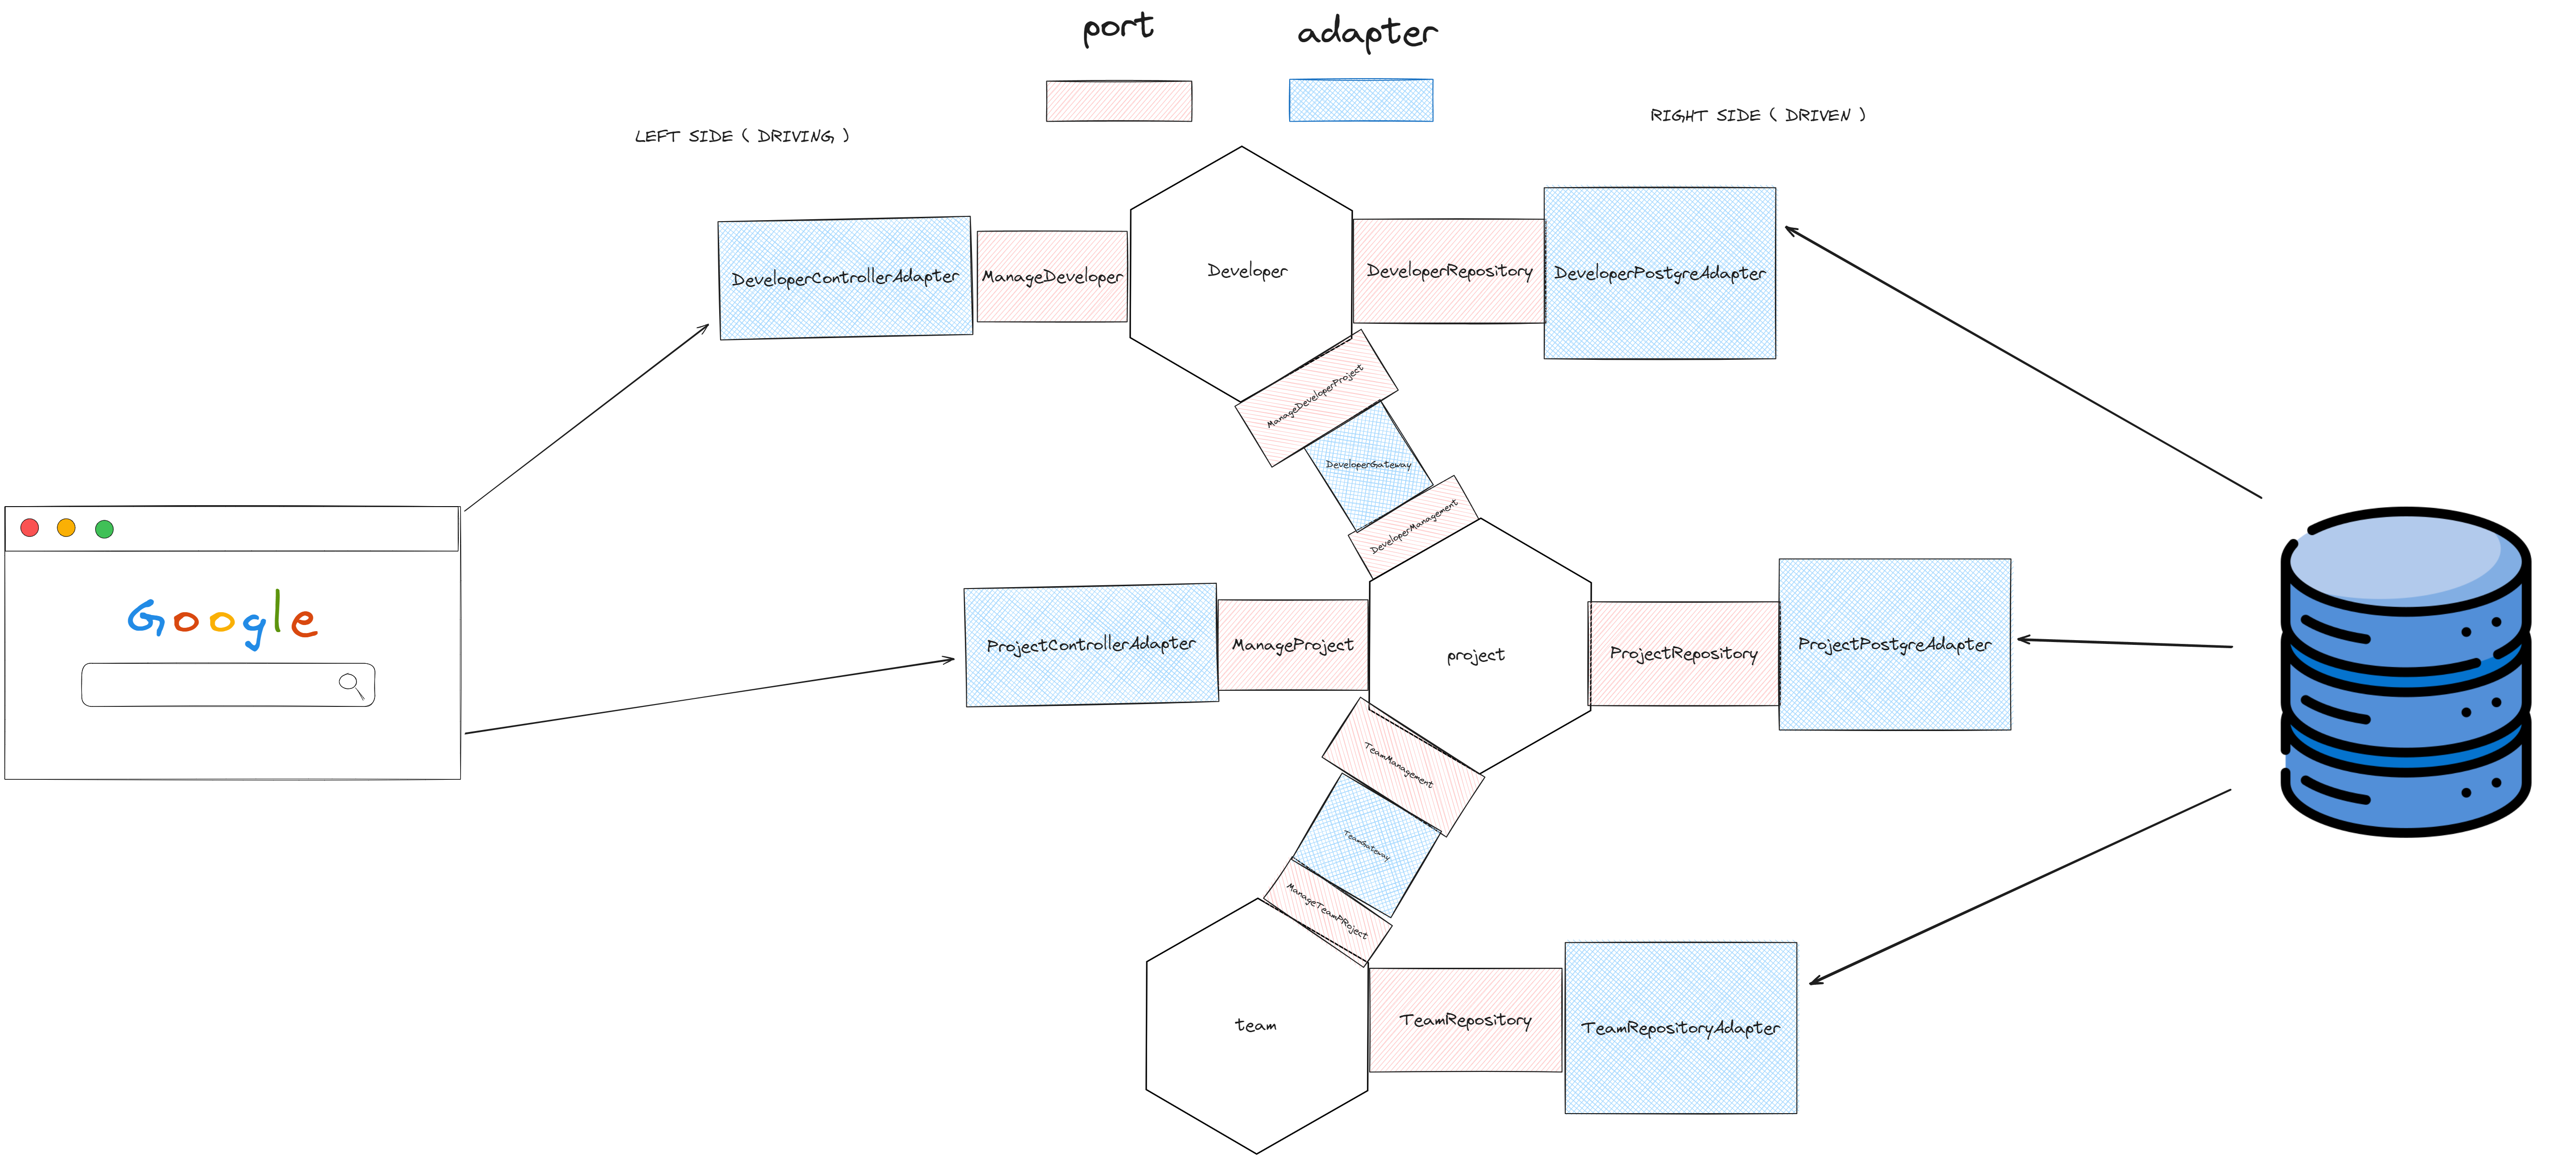 port
adapter
LEFT SIDE ( DRIVING )
RIGHT SIDE ( DRIVEN )
DeveloperControllerAdapter
ManageDeveloper
Developer
DeveloperRepository
DeveloperPostgreAdapter
ManageDeveloperProject
DeveloperGateway
DeveloperManagement
Google
ProjectControllerAdapter
ManageProject
project
ProjectRepository
ProjectPostgreAdapter
TeamManagement
TeamGateway
ManageTeamPRoject
team
TeamRepository
TeamRepositoryAdapter